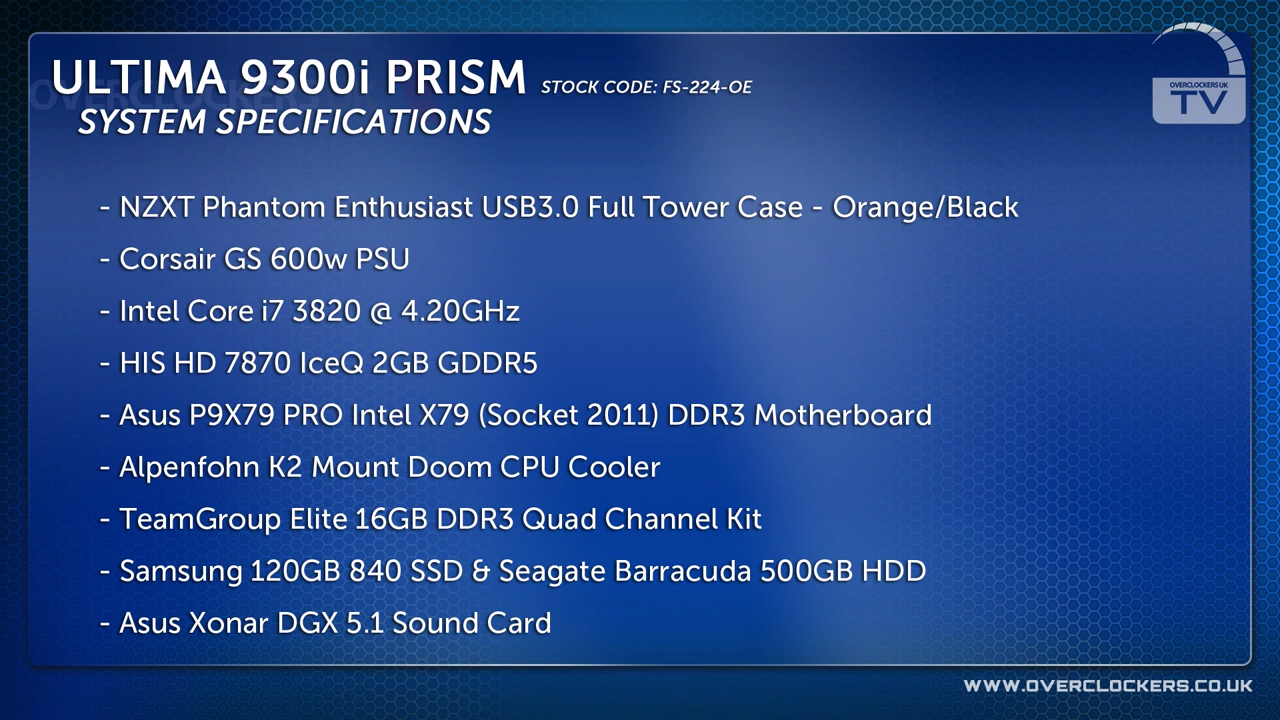 ULTIMA 9300i PRISM STOCK CODE: FS-224-OE
SYSTEM SPECIFICATIONS
OVERCLOCKERS UK
TV
- NZXT Phantom Enthusiast USB3.0 Full Tower Case - Orange/Black
- Corsair GS 600w PSU
- Intel Core i7 3820 @ 4.20GHz
- HIS HD 7870 IceQ 2GB GDDR5
- Asus P9X79 PRO Intel X79 (Socket 2011) DDR3 Motherboard
- Alpenfohn K2 Mount Doom CPU Cooler
- TeamGroup Elite 16GB DDR3 Quad Channel Kit
- Samsung 120GB 840 SSD & Seagate Barracuda 500GB HDD
- Asus Xonar DGX 5.1 Sound Card
WWW.OVERCLOCKERS.CO.UK